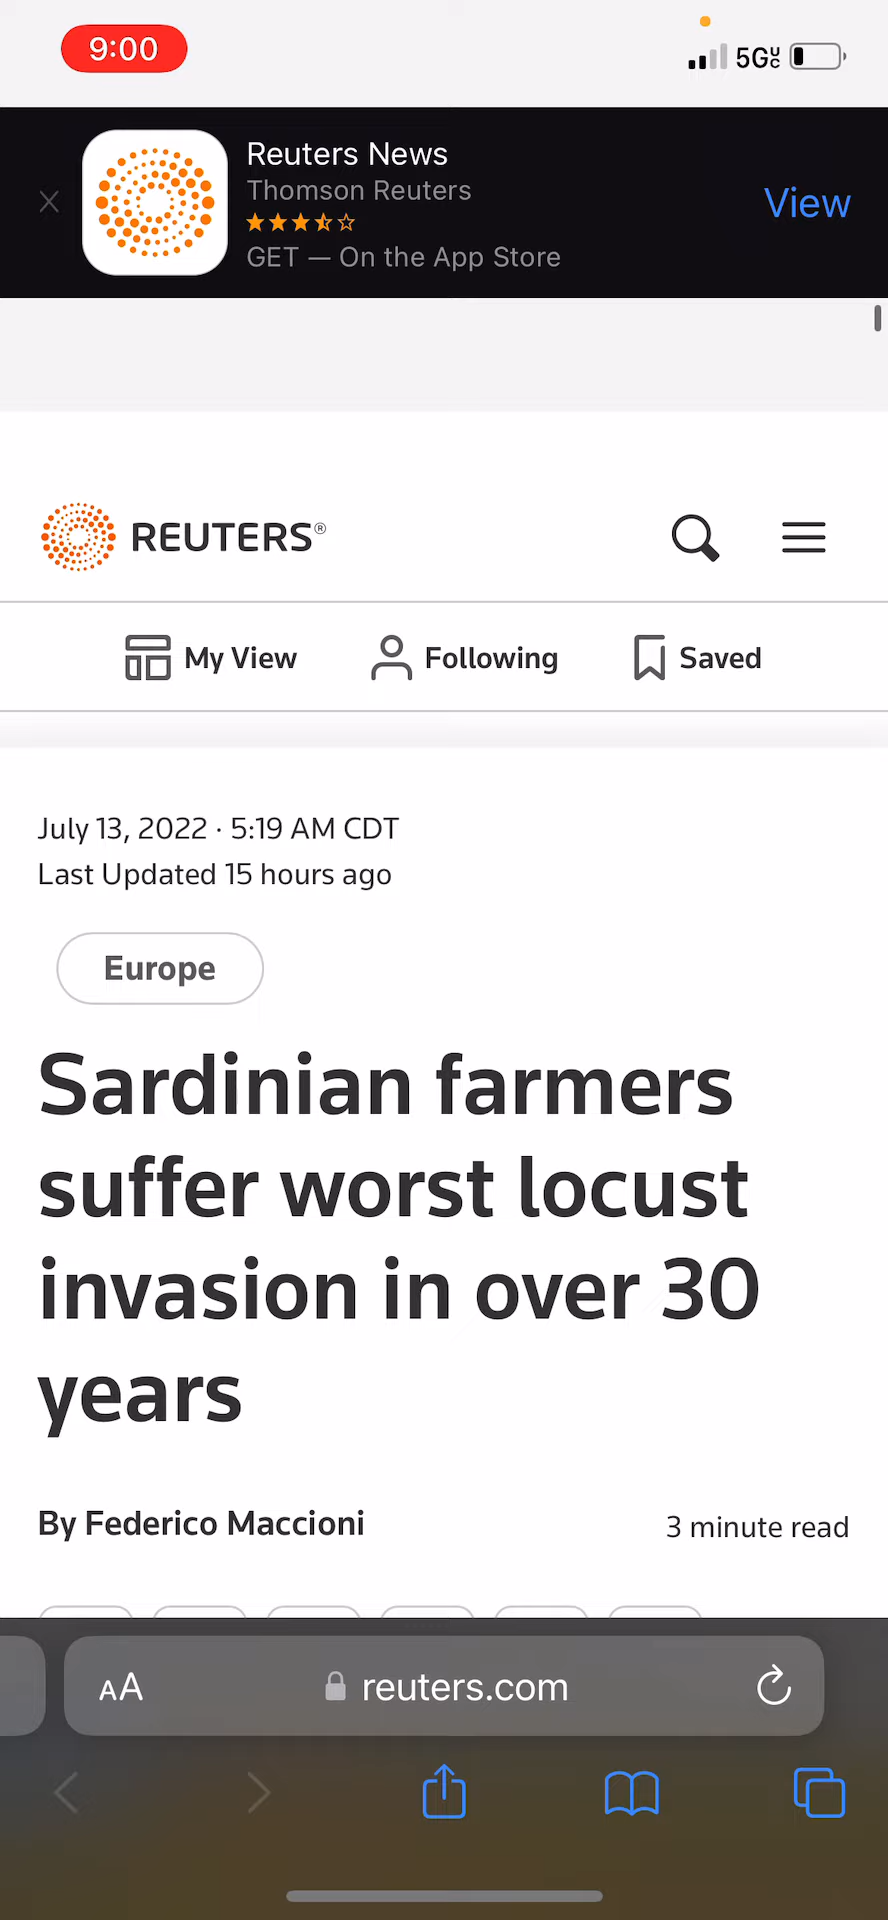 9:00
5G UC
Reuters News
Thomson Reuters
GET — On the App Store
View
REUTERS®
My View
Following
Saved
July 13, 2022 · 5:19 AM CDT
Last Updated 15 hours ago
Europe
Sardinian farmers
suffer worst locust
invasion in over 30
years
By Federico Maccioni
3 minute read
AA
reuters.com